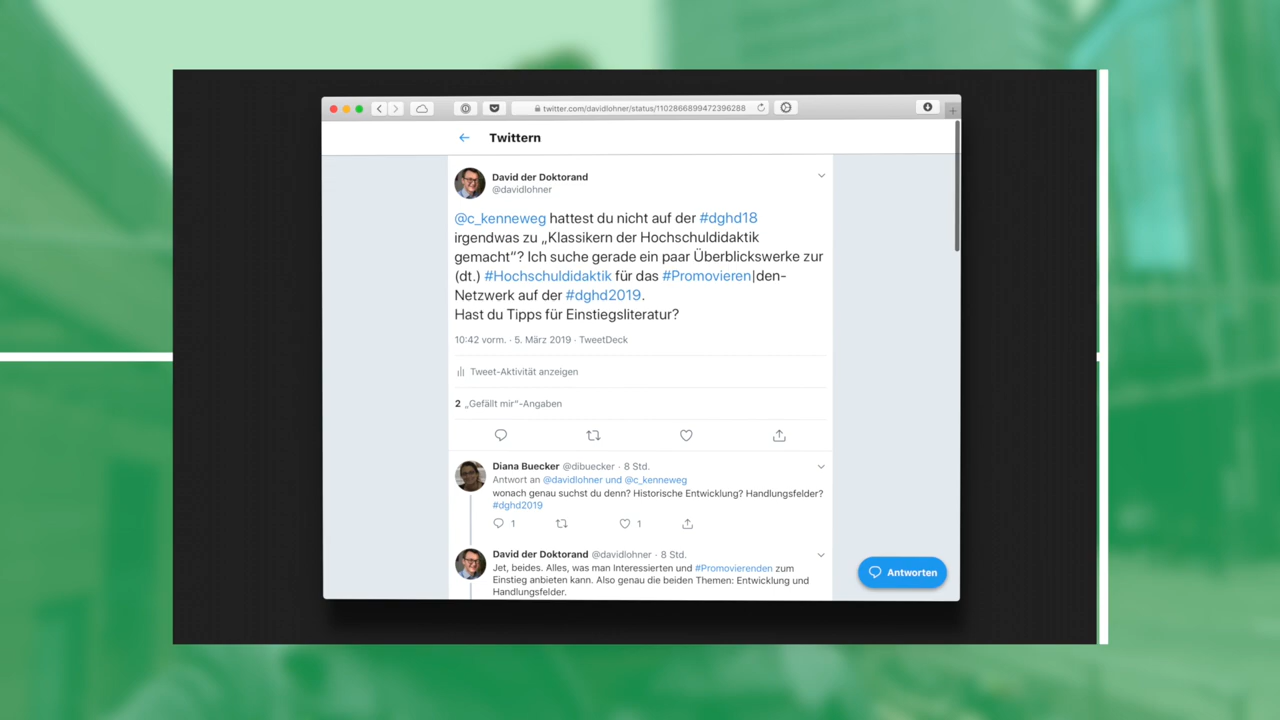 twitter.com/davidlohner/status/1102866899472396288
Twittern
David der Doktorand
@davidlohner
@c_kenneweg hattest du nicht auf der #dghd18
irgendwas zu „Klassikern der Hochschuldidaktik
gemacht“? Ich suche gerade ein paar Überblickswerke zur
(dt.) #Hochschuldidaktik für das #Promovieren|den-
Netzwerk auf der #dghd2019.
Hast du Tipps für Einstiegsliteratur?
10:42 vorm. · 5. März 2019 · TweetDeck
Tweet-Aktivität anzeigen
2 „Gefällt mir“-Angaben
Diana Buecker @dibuecker · 8 Std.
Antwort an @davidlohner und @c_kenneweg
wonach genau suchst du denn? Historische Entwicklung? Handlungsfelder?
#dghd2019
1 1
David der Doktorand @davidlohner · 8 Std.
Jet, beides. Alles, was man Interessierten und #Promovierenden zum
Einstieg anbieten kann. Also genau die beiden Themen: Entwicklung und
Handlungsfelder.
Antworten